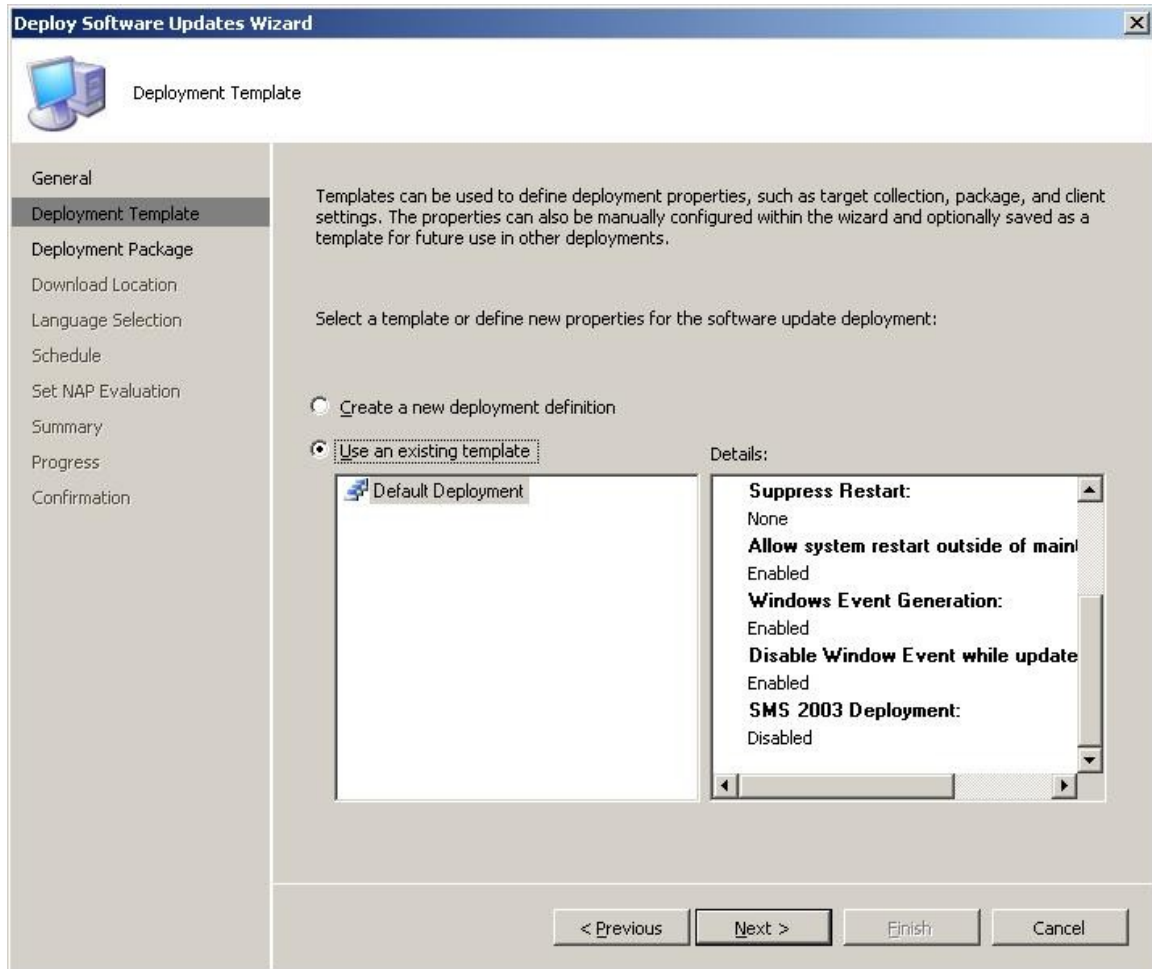 Deploy Software Updates Wizard
Deployment Template
General
Deployment Template
Deployment Package
Download Location
Language Selection
Schedule
Set NAP Evaluation
Summary
Progress
Confirmation
Templates can be used to define deployment properties, such as target collection, package, and client
settings. The properties can also be manually configured within the wizard and optionally saved as a
template for future use in other deployments.
Select a template or define new properties for the software update deployment:
Create a new deployment definition
Use an existing template
Default Deployment
Details:
Suppress Restart:
None
Allow system restart outside of maint
Enabled
Windows Event Generation:
Enabled
Disable Window Event while update
Enabled
SMS 2003 Deployment:
Disabled
< Previous
Next >
Finish
Cancel